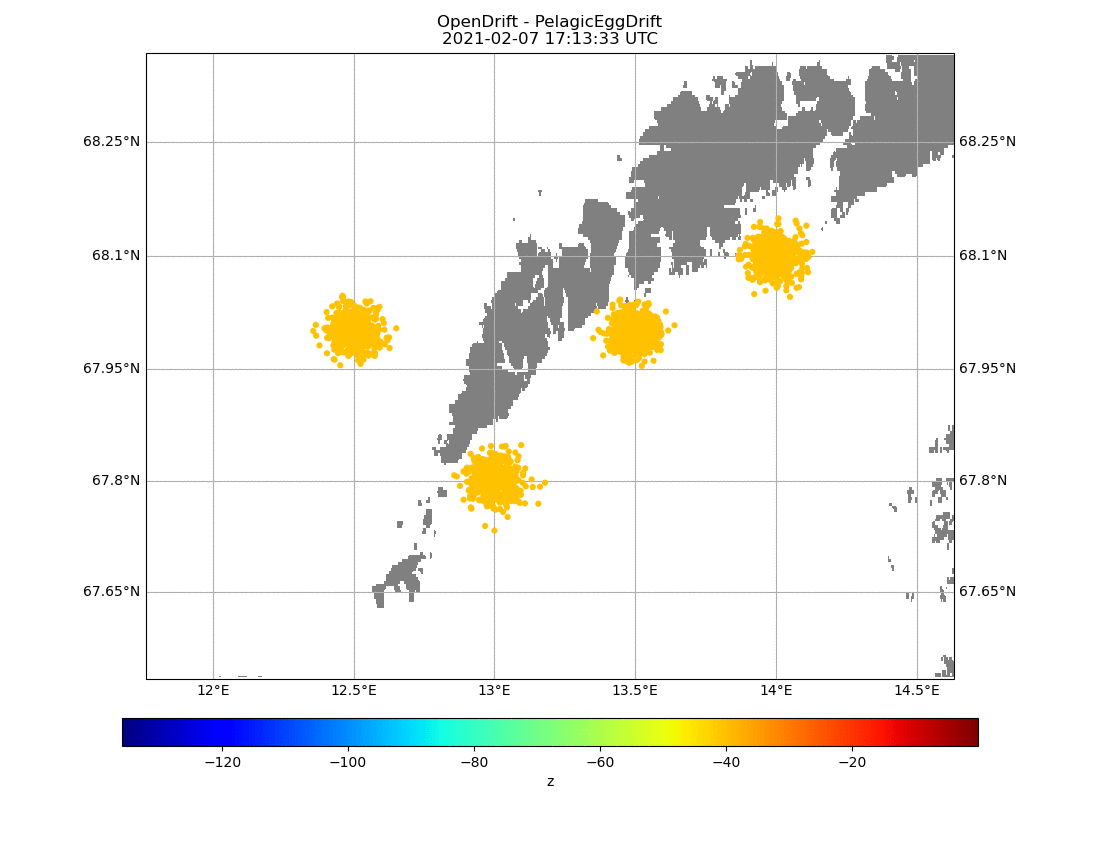 OpenDrift - PelagicEggDrift
2021-02-07 17:13:33 UTC
68.25°N 68.25°N
68.1°N 68.1°N
67.95°N 67.95°N
67.8°N 67.8°N
67.65°N 67.65°N
12°E 12.5°E 13°E 13.5°E 14°E 14.5°E
−120 −100 −80 −60 −40 −20
z